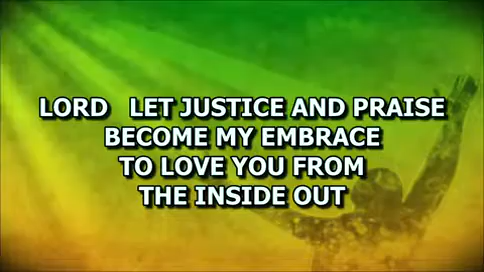 LORD LET JUSTICE AND PRAISE
BECOME MY EMBRACE
TO LOVE YOU FROM
THE INSIDE OUT